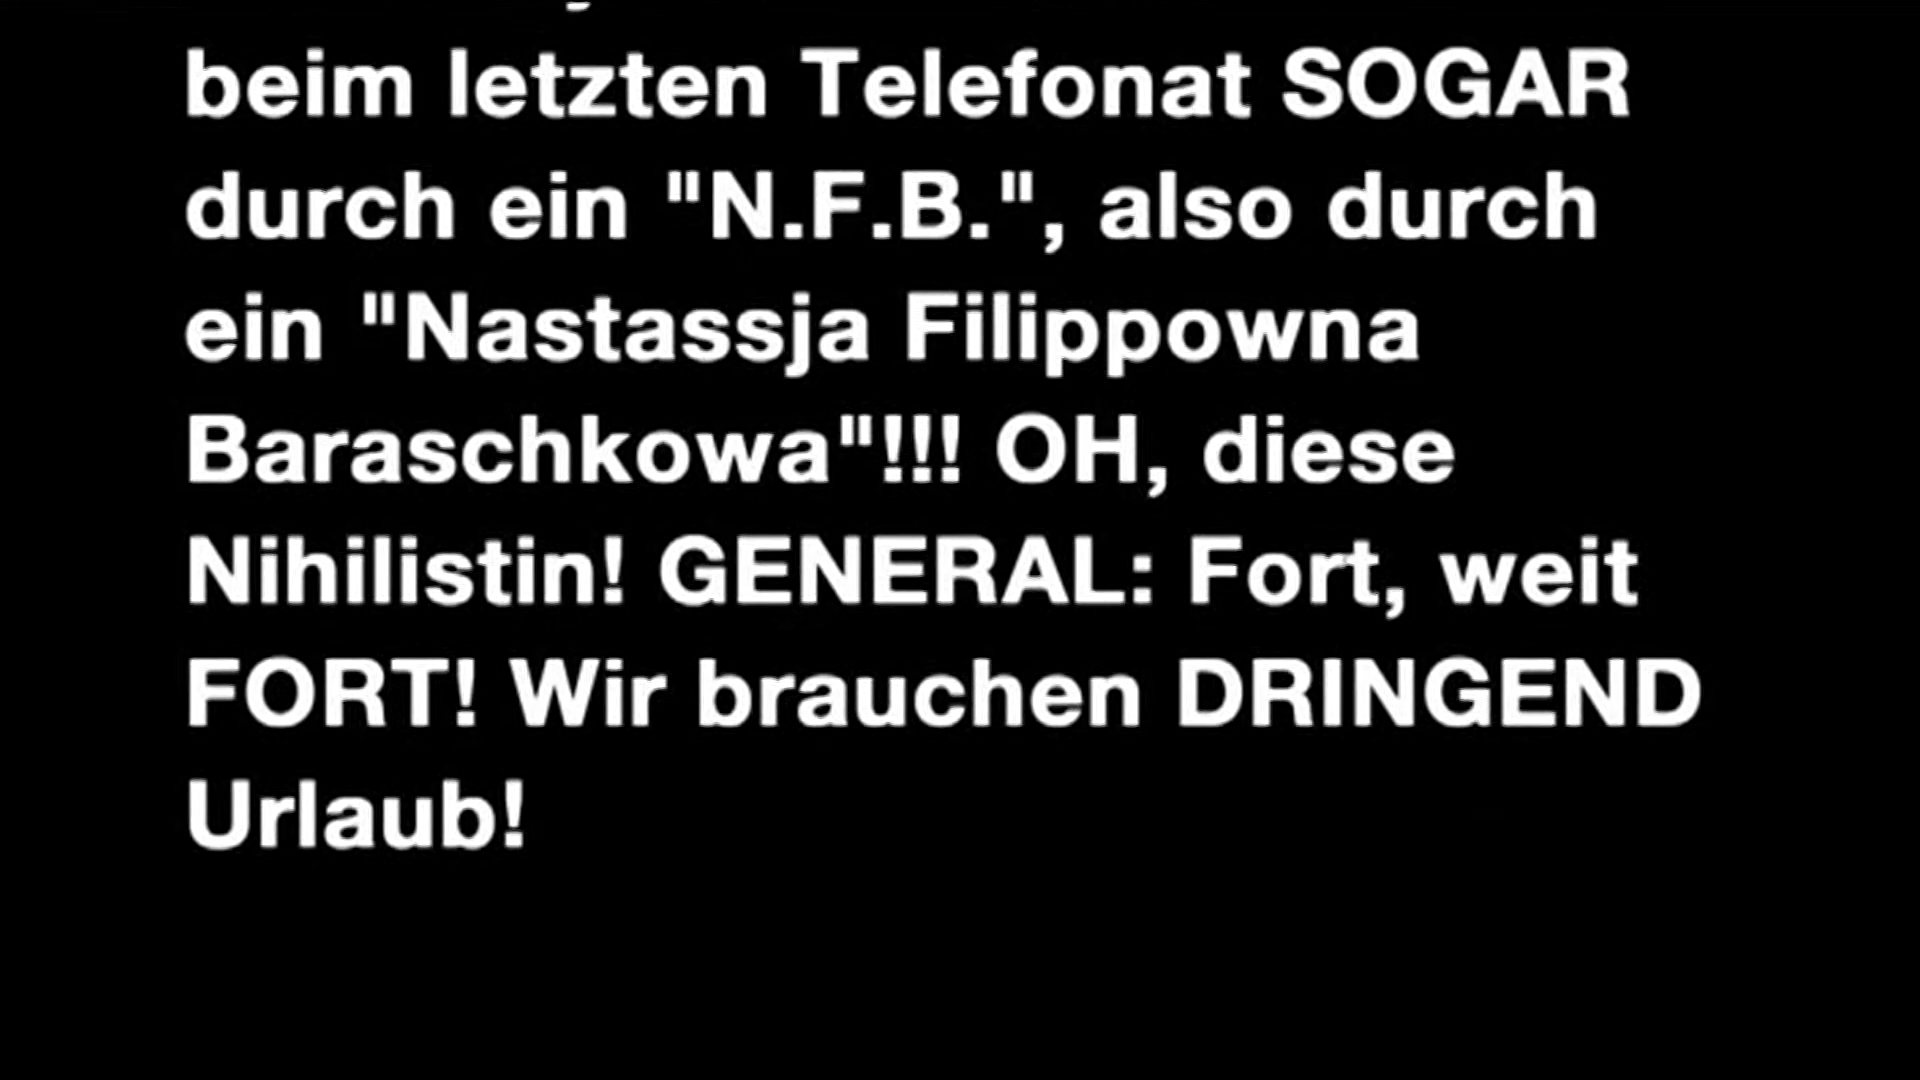 beim letzten Telefonat SOGAR
durch ein "N.F.B.", also durch
ein "Nastassja Filippowna
Baraschkowa"!!! OH, diese
Nihilistin! GENERAL: Fort, weit
FORT! Wir brauchen DRINGEND
Urlaub!